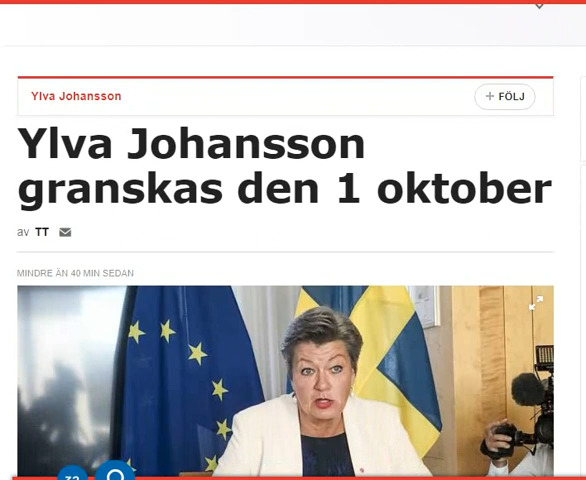 Ylva Johansson
+ FÖLJ
Ylva Johansson
granskas den 1 oktober
av TT
MINDRE ÄN 40 MIN SEDAN